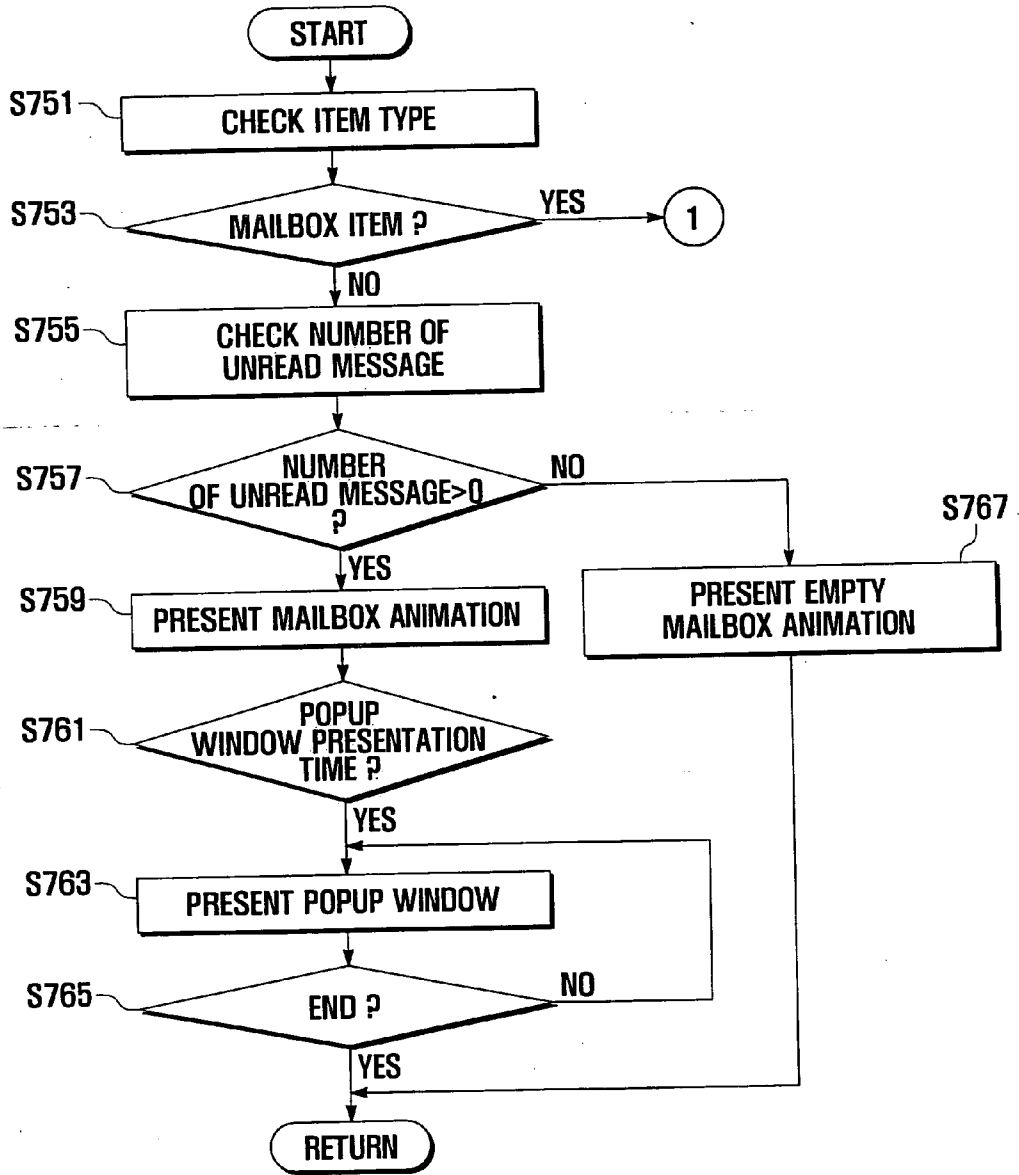 START
S751
CHECK ITEM TYPE
S753
MAILBOX ITEM ?
YES
1
NO
S755
CHECK NUMBER OF
UNREAD MESSAGE
S757
NUMBER
OF UNREAD MESSAGE>0
?
NO
YES
S767
S759
PRESENT MAILBOX ANIMATION
PRESENT EMPTY
MAILBOX ANIMATION
S761
POPUP
WINDOW PRESENTATION
TIME ?
YES
S763
PRESENT POPUP WINDOW
S765
END ?
NO
YES
RETURN